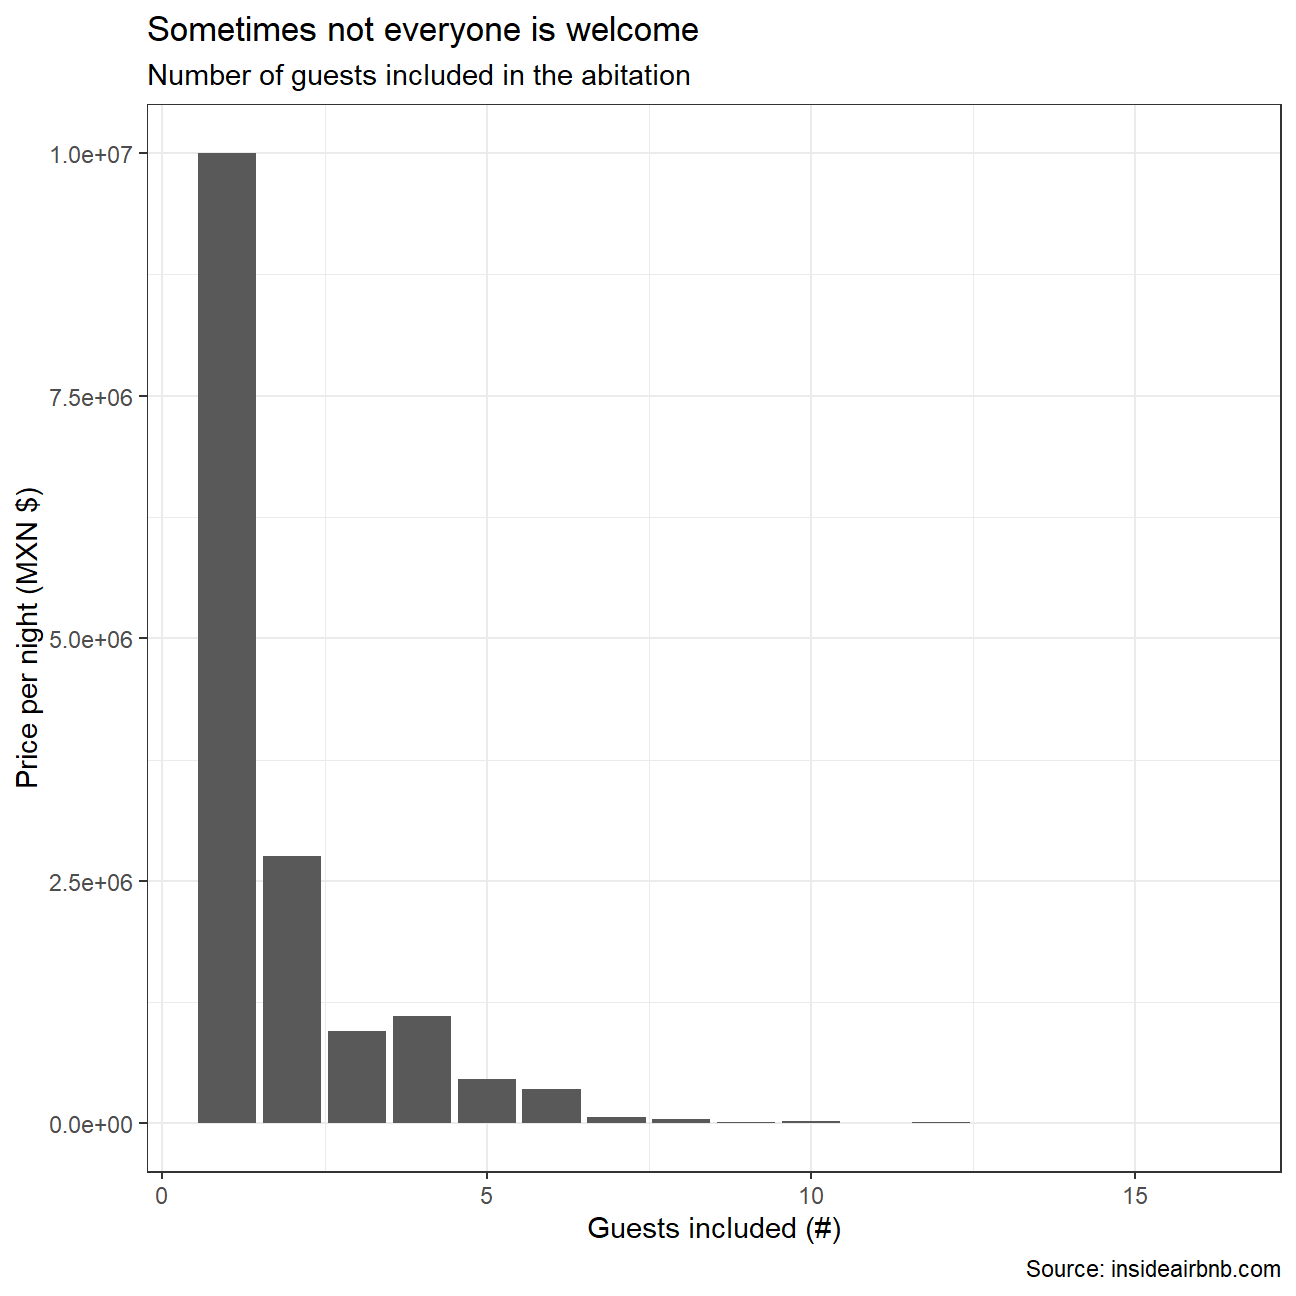 Sometimes not everyone is welcome
Number of guests included in the abitation
1.0e+07
7.5e+06
5.0e+06
2.5e+06
0.0e+00
Price per night (MXN $)
0 5 10 15
Guests included (#)
Source: insideairbnb.com